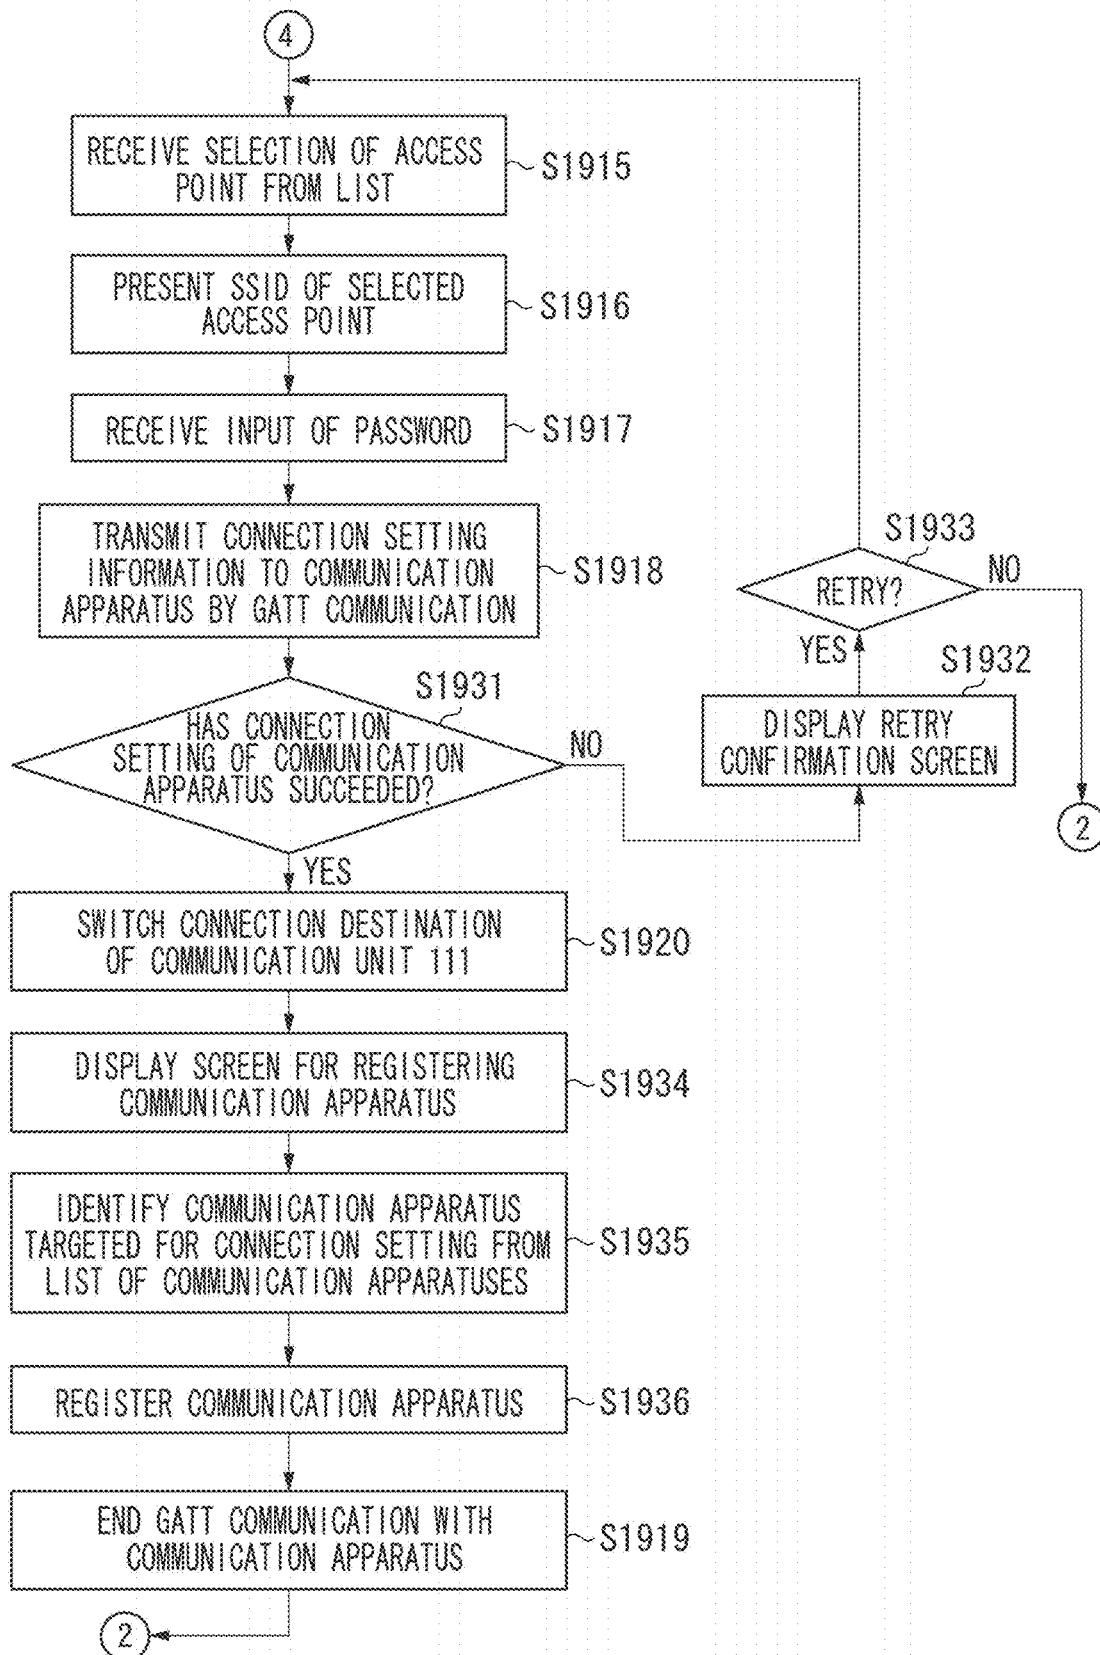 4
RECEIVE SELECTION OF ACCESS
POINT FROM LIST
S1915
PRESENT SSID OF SELECTED
ACCESS POINT
S1916
RECEIVE INPUT OF PASSWORD
S1917
TRANSMIT CONNECTION SETTING
INFORMATION TO COMMUNICATION
APPARATUS BY GATT COMMUNICATION
S1918
S1933
RETRY?
NO
YES
S1932
DISPLAY RETRY
CONFIRMATION SCREEN
2
S1931
HAS CONNECTION
SETTING OF COMMUNICATION
APPARATUS SUCCEEDED?
NO
YES
SWITCH CONNECTION DESTINATION
OF COMMUNICATION UNIT 111
S1920
DISPLAY SCREEN FOR REGISTERING
COMMUNICATION APPARATUS
S1934
IDENTIFY COMMUNICATION APPARATUS
TARGETED FOR CONNECTION SETTING FROM
LIST OF COMMUNICATION APPARATUSES
S1935
REGISTER COMMUNICATION APPARATUS
S1936
END GATT COMMUNICATION WITH
COMMUNICATION APPARATUS
S1919
2